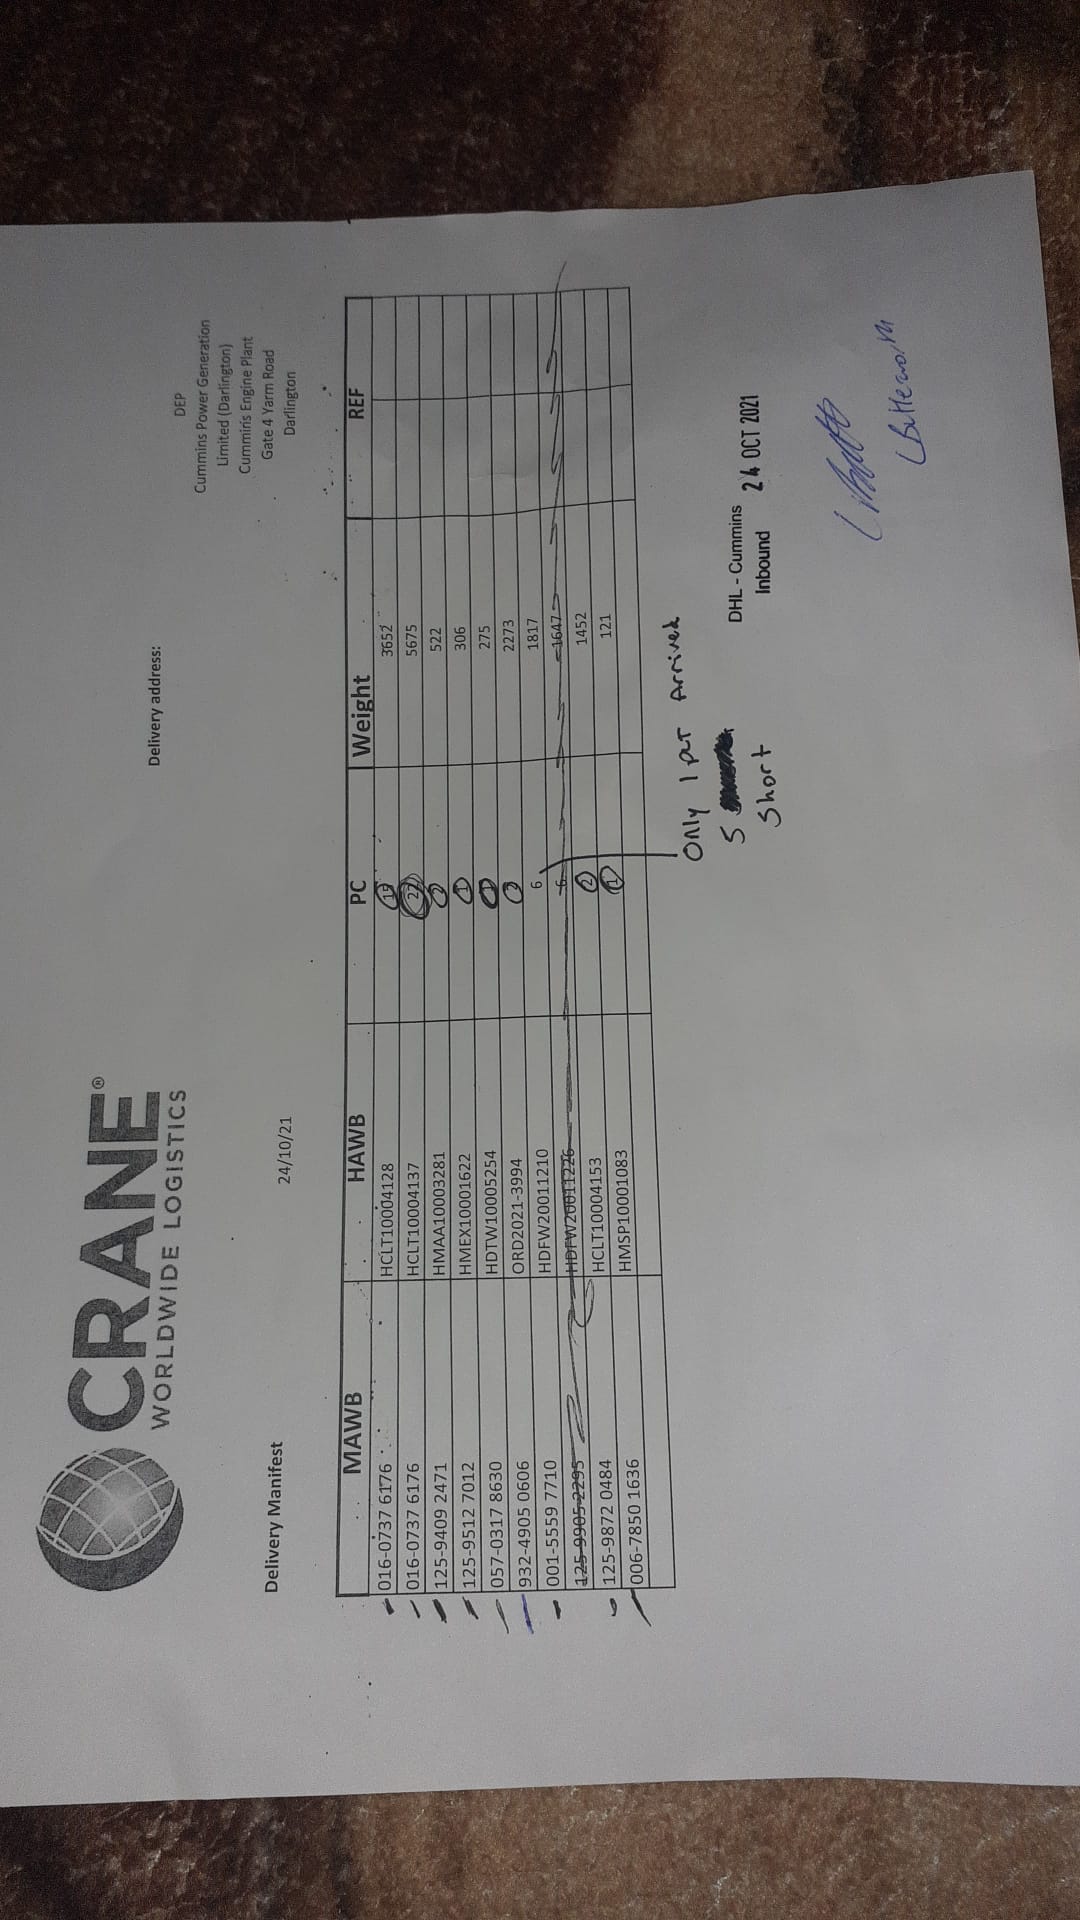 CRANE®
WORLDWIDE LOGISTICS
Delivery address:
DEP
Cummins Power Generation
Limited (Darlington)
Cummins Engine Plant
Gate 4 Yarm Road
Darlington
Delivery Manifest 24/10/21
MAWB HAWB PC Weight REF
016-0737 6176 HCLT10004128 3652
016-0737 6176 HCLT10004137 22 5675
125-9409 2471 HMAA10003281 2 522
125-9512 7012 HMEX10001622 1 306
057-0317 8630 HDTW10005254 1 275
932-4905 0606 ORD2021-3994 2273
001-5559 7710 HDFW20011210 6 1817
125-9905 2295 HDFW20011226 6 1647
125-9872 0484 HCLT10004153 2 1452
006-7850 1636 HMSP10001083 1 121
Only 1 plt Arrived
5
Short
DHL - Cummins
Inbound 24 OCT 2021